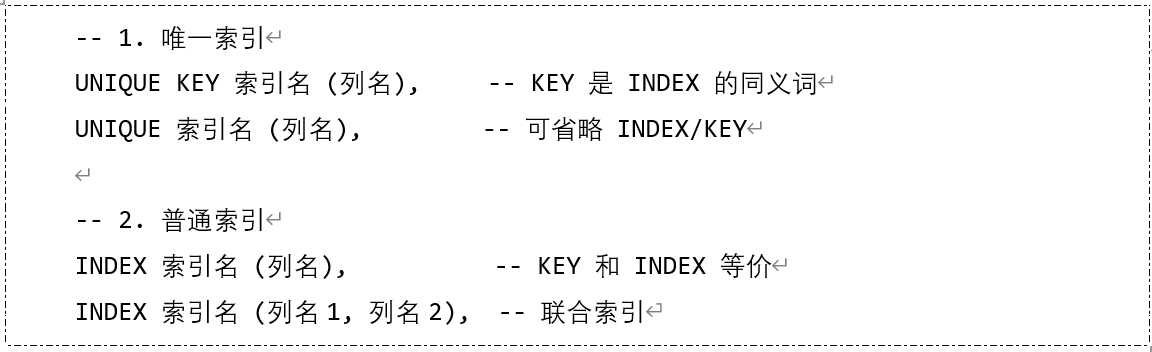 -- 1. 唯一索引
UNIQUE KEY 索引名 (列名),    -- KEY 是 INDEX 的同义词
UNIQUE 索引名 (列名),        -- 可省略 INDEX/KEY
-- 2. 普通索引
INDEX 索引名 (列名),          -- KEY 和 INDEX 等价
INDEX 索引名 (列名1, 列名2),  -- 联合索引